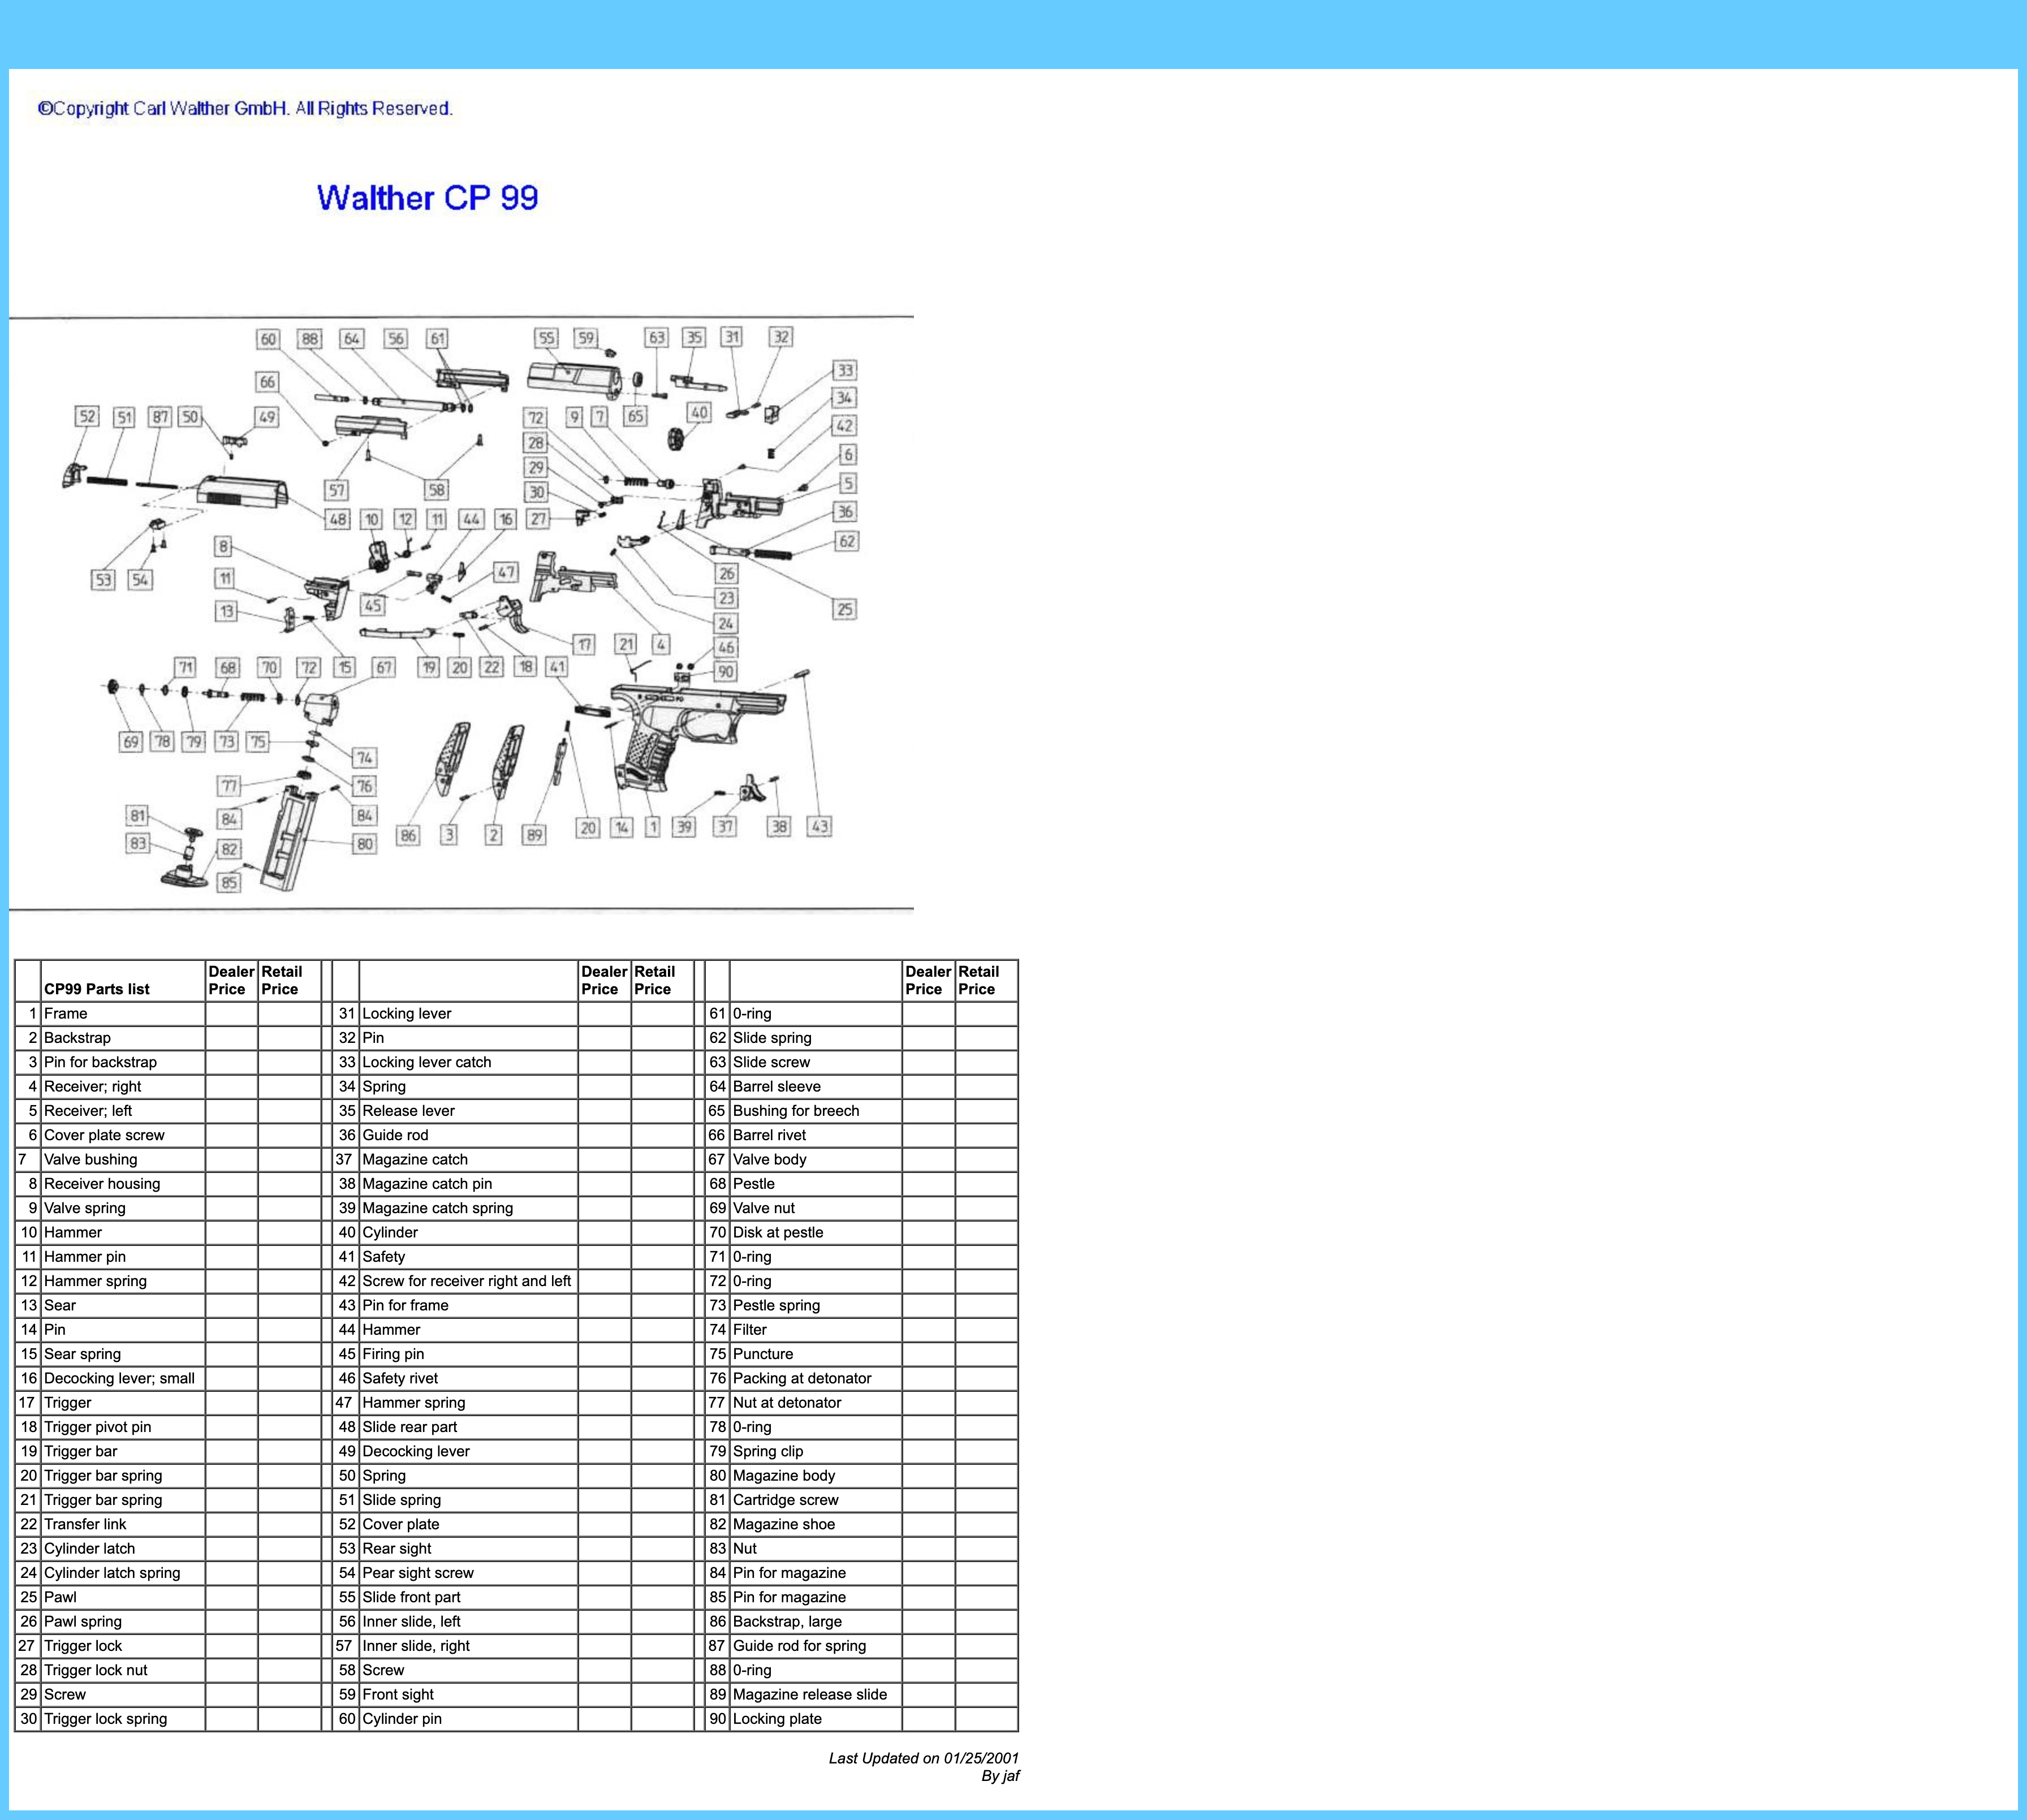 ©Copyright Carl Walther GmbH. All Rights Reserved.
Walther CP 99
60 88 64 56 61 55 59 63 35 31 32
33
66
34
52 51 87 50 49 72 9 7 65 40
42
28
6
29
57 58 30 5
48 10 12 11 44 16 27 36
8 62
53 54 11 47 26
13 45 23
25
24
17 21 4 46
71 68 70 72 15 67 19 20 22 18 41 90
69 78 79 73 75
74
77 76
81 84 84 86 3 2 89 20 14 1 39 37 38 43
83 82 80
85
CP99 Parts list Dealer Price Retail Price Dealer Price Retail Price Dealer Price Retail Price
1 Frame 31 Locking lever 61 0-ring
2 Backstrap 32 Pin 62 Slide spring
3 Pin for backstrap 33 Locking lever catch 63 Slide screw
4 Receiver; right 34 Spring 64 Barrel sleeve
5 Receiver; left 35 Release lever 65 Bushing for breech
6 Cover plate screw 36 Guide rod 66 Barrel rivet
7 Valve bushing 37 Magazine catch 67 Valve body
8 Receiver housing 38 Magazine catch pin 68 Pestle
9 Valve spring 39 Magazine catch spring 69 Valve nut
10 Hammer 40 Cylinder 70 Disk at pestle
11 Hammer pin 41 Safety 71 0-ring
12 Hammer spring 42 Screw for receiver right and left 72 0-ring
13 Sear 43 Pin for frame 73 Pestle spring
14 Pin 44 Hammer 74 Filter
15 Sear spring 45 Firing pin 75 Puncture
16 Decocking lever; small 46 Safety rivet 76 Packing at detonator
17 Trigger 47 Hammer spring 77 Nut at detonator
18 Trigger pivot pin 48 Slide rear part 78 0-ring
19 Trigger bar 49 Decocking lever 79 Spring clip
20 Trigger bar spring 50 Spring 80 Magazine body
21 Trigger bar spring 51 Slide spring 81 Cartridge screw
22 Transfer link 52 Cover plate 82 Magazine shoe
23 Cylinder latch 53 Rear sight 83 Nut
24 Cylinder latch spring 54 Pear sight screw 84 Pin for magazine
25 Pawl 55 Slide front part 85 Pin for magazine
26 Pawl spring 56 Inner slide, left 86 Backstrap, large
27 Trigger lock 57 Inner slide, right 87 Guide rod for spring
28 Trigger lock nut 58 Screw 88 0-ring
29 Screw 59 Front sight 89 Magazine release slide
30 Trigger lock spring 60 Cylinder pin 90 Locking plate
Last Updated on 01/25/2001
By jaf